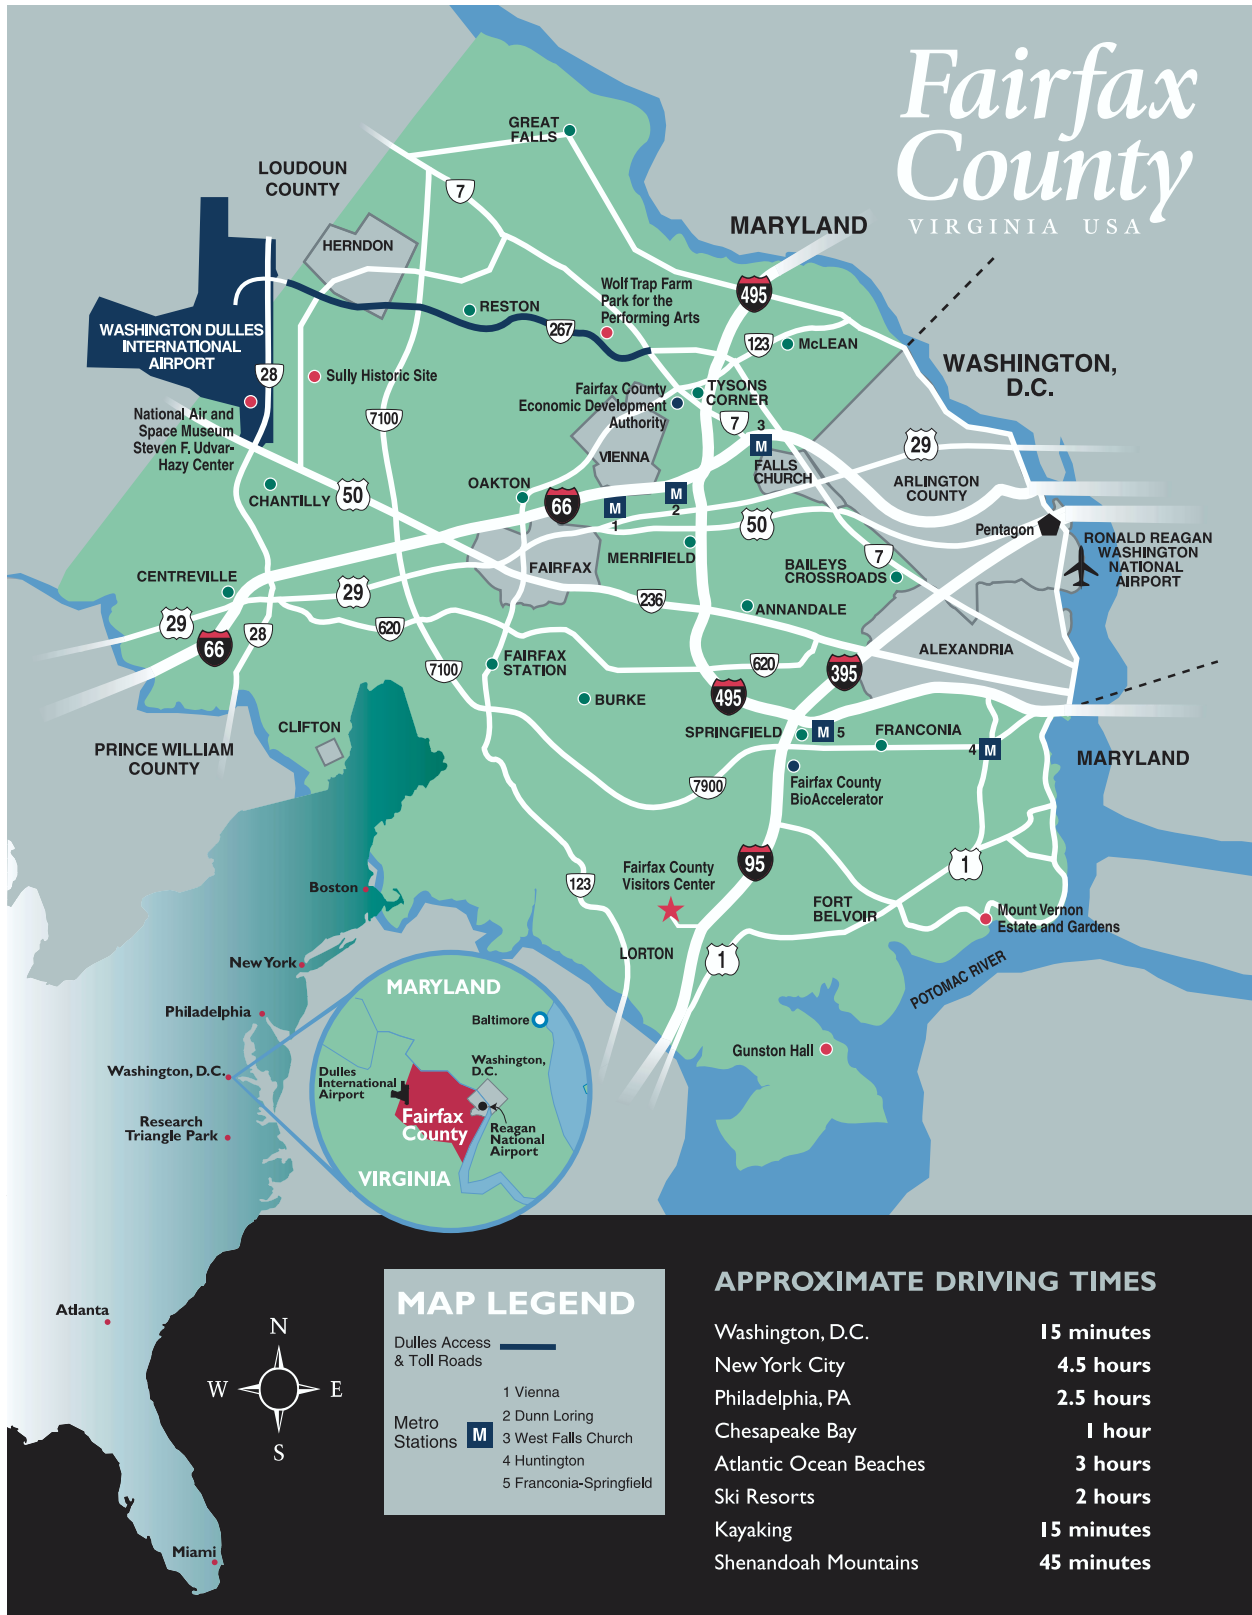 Fairfax
County
VIRGINIA USA
GREAT
FALLS
LOUDOUN
COUNTY
7
MARYLAND
HERNDON
495
Wolf Trap Farm
Park for the
Performing Arts
RESTON
267
WASHINGTON DULLES
INTERNATIONAL
AIRPORT
123
McLEAN
WASHINGTON,
D.C.
28
Sully Historic Site
Fairfax County
Economic Development
Authority
TYSONS
CORNER
National Air and
Space Museum
Steven F. Udvar-
Hazy Center
7100
7
3
M
29
VIENNA
FALLS
CHURCH
ARLINGTON
COUNTY
OAKTON
CHANTILLY
50
66
M
1
M
2
50
Pentagon
RONALD REAGAN
WASHINGTON
NATIONAL
AIRPORT
MERRIFIELD
7
BAILEYS
CROSSROADS
CENTREVILLE
FAIRFAX
29
236
ANNANDALE
29
66
28
620
7100
FAIRFAX
STATION
620
395
ALEXANDRIA
BURKE
495
CLIFTON
SPRINGFIELD
M 5
FRANCONIA
4 M
PRINCE WILLIAM
COUNTY
MARYLAND
7900
Fairfax County
BioAccelerator
95
1
Fairfax County
Visitors Center
123
FORT
BELVOIR
Mount Vernon
Estate and Gardens
LORTON
1
POTOMAC RIVER
Gunston Hall
Boston
New York
Philadelphia
Washington, D.C.
Research
Triangle Park
Atlanta
Miami
MARYLAND
Baltimore
Washington,
D.C.
Dulles
International
Airport
Fairfax
County
Reagan
National
Airport
VIRGINIA
N
W E
S
MAP LEGEND
Dulles Access
& Toll Roads
Metro
Stations
M
1 Vienna
2 Dunn Loring
3 West Falls Church
4 Huntington
5 Franconia-Springfield
APPROXIMATE DRIVING TIMES
Washington, D.C. 15 minutes
New York City 4.5 hours
Philadelphia, PA 2.5 hours
Chesapeake Bay 1 hour
Atlantic Ocean Beaches 3 hours
Ski Resorts 2 hours
Kayaking 15 minutes
Shenandoah Mountains 45 minutes